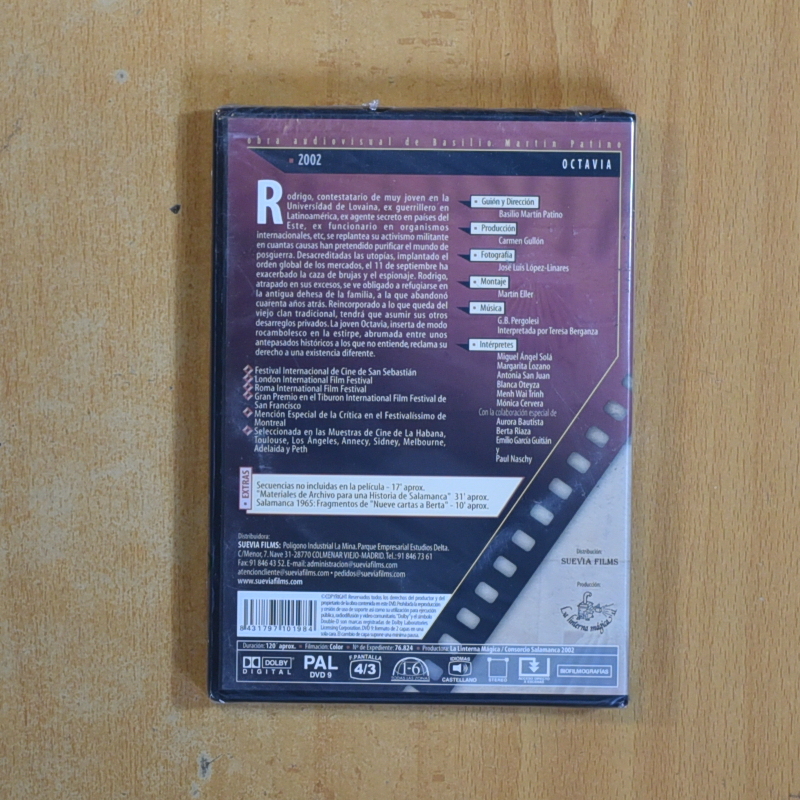 Obra audiovisual de Basilio Martín Patino
2002
OCTAVIA
Rodrigo, contestatario de muy joven en la
Universidad de Lovaina, ex guerrillero en
Latinoamérica, ex agente secreto en países del
Este, ex funcionario en organismos
internacionales, etc, se replantea su activismo militante
en cuantas causas han pretendido purificar el mundo de
posguerra. Desacreditadas las utopías, implantado el
orden global de los mercados, el 11 de septiembre ha
exacerbado la caza de brujas y el espionaje. Rodrigo,
atrapado en sus excesos, se ve obligado a refugiarse en
la antigua dehesa de la familia, a la que abandonó
cuarenta años atrás. Reincorporado a lo que queda del
viejo clan tradicional, tendrá que asumir sus otros
desarreglos privados. La joven Octavia, inserta de modo
rocambolesco en la estirpe, abrumada entre unos
antepasados históricos a los que no entiende, reclama su
derecho a una existencia diferente.
Festival Internacional de Cine de San Sebastián
London International Film Festival
Roma International Film Festival
Gran Premio en el Tiburon International Film Festival de
San Francisco
Mención Especial de la Crítica en el Festivalissimo de
Montreal
Seleccionada en las Muestras de Cine de La Habana,
Toulouse, Los Ángeles, Annecy, Sidney, Melbourne,
Adelaida y Peth
Guión y Dirección
Basilio Martín Patino
Producción
Carmen Gullón
Fotografía
José Luis López-Linares
Montaje
Martín Eller
Música
G.B. Pergolesi
Interpretada por Teresa Berganza
Intérpretes
Miguel Ángel Solá
Margarita Lozano
Antonia San Juan
Blanca Oteyza
Menh Wai Trinh
Mónica Cervera
Con la colaboración especial de
Aurora Bautista
Berta Riaza
Emilio García Guitián
y
Paul Naschy
EXTRAS
Secuencias no incluidas en la película - 17' aprox.
"Materiales de Archivo para una Historia de Salamanca" 31' aprox.
Salamanca 1965: Fragmentos de "Nueve cartas a Berta" - 10' aprox.
Distribuidora:
SUEVIA FILMS: Polígono Industrial La Mina. Parque Empresarial Estudios Delta.
C/Menor, 7. Nave 31-28770 COLMENAR VIEJO-MADRID. Tel.: 91 846 73 61
Fax: 91 846 43 52. E-mail: administracion@sueviafilms.com
atencioncliente@sueviafilms.com • pedidos@sueviafilms.com
www.sueviafilms.com
Distribución:
SUEVIA FILMS
Producción:
La linterna mágica
8 431797 101984
Duración: 120' aprox. • Filmación: Color • Nº de Expediente: 76.824 • Productora: La Linterna Mágica / Consorcio Salamanca 2002
DOLBY
DIGITAL
PAL
DVD 9
PANTALLA
4/3
1-6
IDIOMAS
CASTELLANO
STEREO
BIOFILMOGRAFÍAS